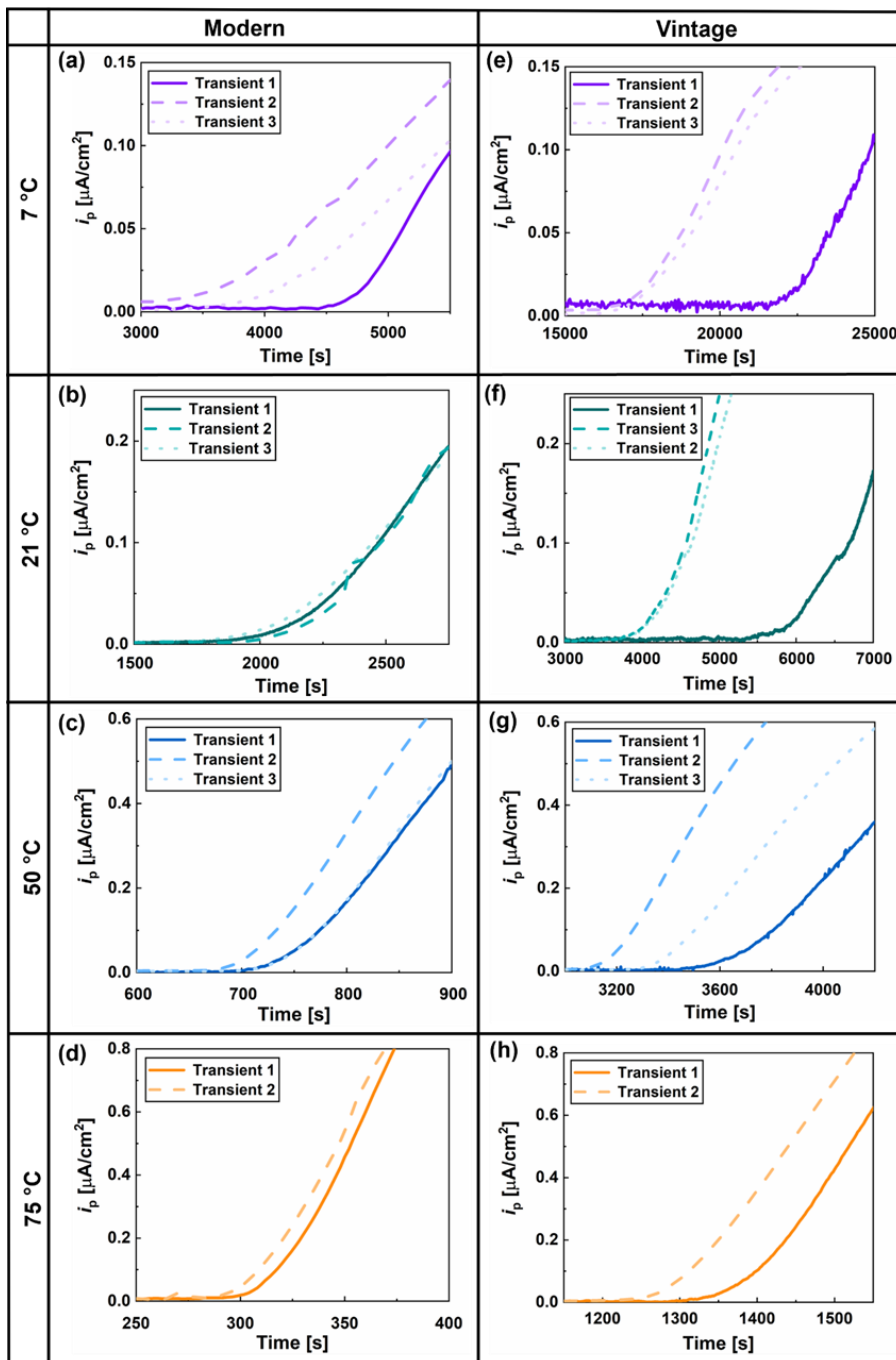 Modern Vintage
7 °C
(a)
Transient 1
Transient 2
Transient 3
0.15
0.10
0.05
0.00
iₚ [µA/cm²]
3000 4000 5000
Time [s]
(e)
Transient 1
Transient 2
Transient 3
0.15
0.10
0.05
0.00
iₚ [µA/cm²]
15000 20000 25000
Time [s]
21 °C
(b)
Transient 1
Transient 2
Transient 3
0.2
0.1
0.0
iₚ [µA/cm²]
1500 2000 2500
Time [s]
(f)
Transient 1
Transient 3
Transient 2
0.2
0.1
0.0
iₚ [µA/cm²]
3000 4000 5000 6000 7000
Time [s]
50 °C
(c)
Transient 1
Transient 2
Transient 3
0.6
0.4
0.2
0.0
iₚ [µA/cm²]
600 700 800 900
Time [s]
(g)
Transient 1
Transient 2
Transient 3
0.6
0.4
0.2
0.0
iₚ [µA/cm²]
3200 3600 4000
Time [s]
75 °C
(d)
Transient 1
Transient 2
0.8
0.6
0.4
0.2
0.0
iₚ [µA/cm²]
250 300 350 400
Time [s]
(h)
Transient 1
Transient 2
0.8
0.6
0.4
0.2
0.0
iₚ [µA/cm²]
1200 1300 1400 1500
Time [s]